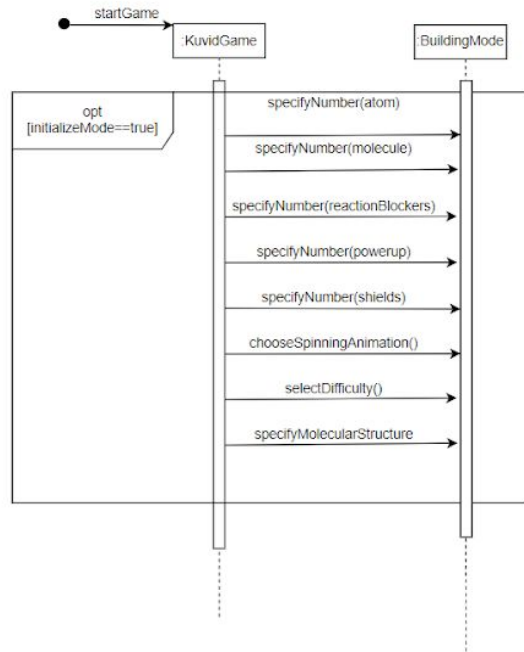 startGame
:KuvidGame
:BuildingMode
opt
[initializeMode==true]
specifyNumber(atom)
specifyNumber(molecule)
specifyNumber(reactionBlockers)
specifyNumber(powerup)
specifyNumber(shields)
chooseSpinningAnimation()
selectDifficulty()
specifyMolecularStructure